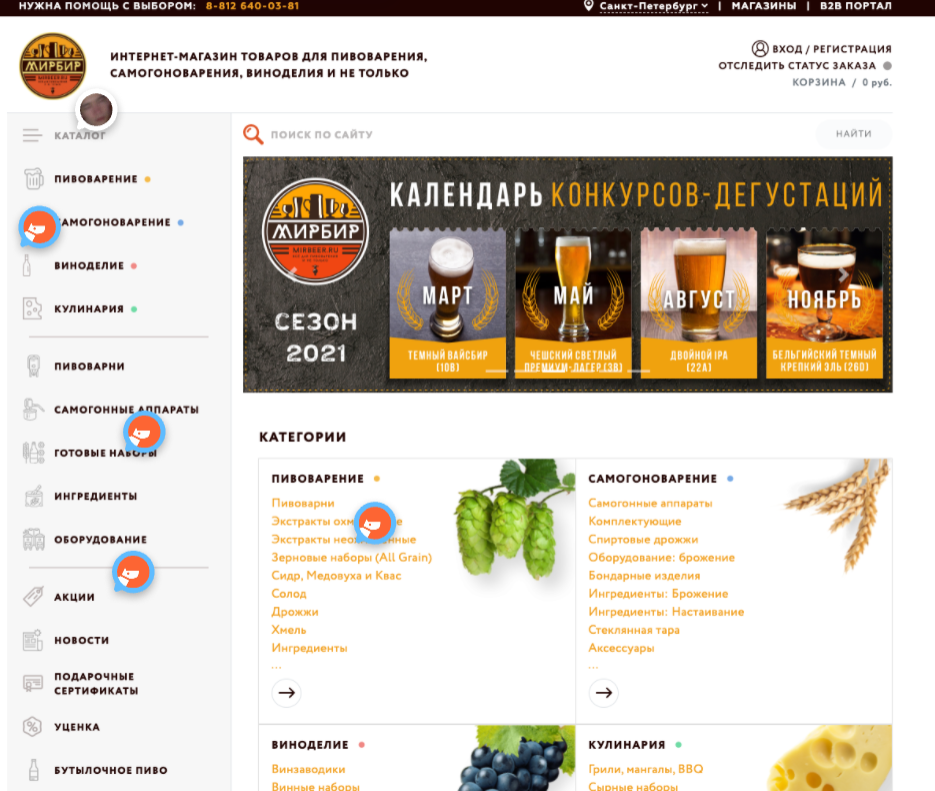 НУЖНА ПОМОЩЬ С ВЫБОРОМ: 8-812 640-03-81
Санкт-Петербург | МАГАЗИНЫ | B2B ПОРТАЛ
МИРБИР
ИНТЕРНЕТ-МАГАЗИН ТОВАРОВ ДЛЯ ПИВОВАРЕНИЯ,
САМОГОНОВАРЕНИЯ, ВИНОДЕЛИЯ И НЕ ТОЛЬКО
ВХОД / РЕГИСТРАЦИЯ
ОТСЛЕДИТЬ СТАТУС ЗАКАЗА
КОРЗИНА / 0 руб.
КАТАЛОГ
ПИВОВАРЕНИЕ
АМОГОНОВАРЕНИЕ
ВИНОДЕЛИЕ
КУЛИНАРИЯ
ПИВОВАРНИ
САМОГОННЫЕ АППАРАТЫ
ГОТОВЫЕ НАБОРЫ
ИНГРЕДИЕНТЫ
ОБОРУДОВАНИЕ
АКЦИИ
НОВОСТИ
ПОДАРОЧНЫЕ
СЕРТИФИКАТЫ
УЦЕНКА
БУТЫЛОЧНОЕ ПИВО
ПОИСК ПО САЙТУ
НАЙТИ
КАЛЕНДАРЬ КОНКУРСОВ-ДЕГУСТАЦИЙ
МИРБИР
MIRBEER.RU
СЕЗОН
2021
МАРТ
ТЕМНЫЙ ВАЙСБИР
(10B)
МАЙ
ЧЕШСКИЙ СВЕТЛЫЙ
ПРЕМИУМ-ЛАГЕР (3B)
АВГУСТ
ДВОЙНОЙ IPA
(22A)
НОЯБРЬ
БЕЛЬГИЙСКИЙ ТЕМНЫЙ
КРЕПКИЙ ЭЛЬ (26D)
КАТЕГОРИИ
ПИВОВАРЕНИЕ
Пивоварни
Экстракты
Экстракты
Зерновые наборы (All Grain)
Сидр, Медовуха и Квас
Солод
Дрожжи
Хмель
Ингредиенты
...
САМОГОНОВАРЕНИЕ
Самогонные аппараты
Комплектующие
Спиртовые дрожжи
Оборудование: брожение
Бондарные изделия
Ингредиенты: Брожение
Ингредиенты: Настаивание
Стеклянная тара
Аксессуары
...
ВИНОДЕЛИЕ
Винзаводики
Винные наборы
КУЛИНАРИЯ
Грили, мангалы, BBQ
Сырные наборы